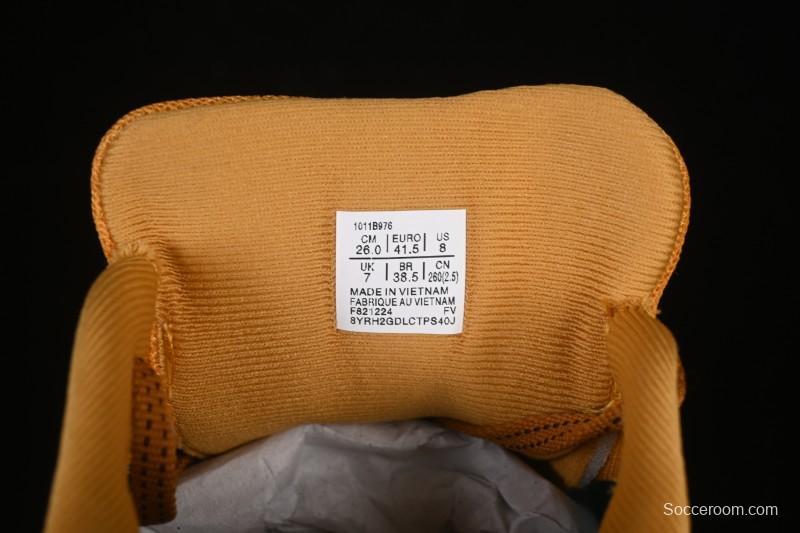 1011B976
CM EURO US
26.0 41.5 8
UK BR CN
7 38.5 260(2.5)
MADE IN VIETNAM
FABRIQUE AU VIETNAM
F821224 FV
8YRH2GDLCTPS40J
Socceroom.com